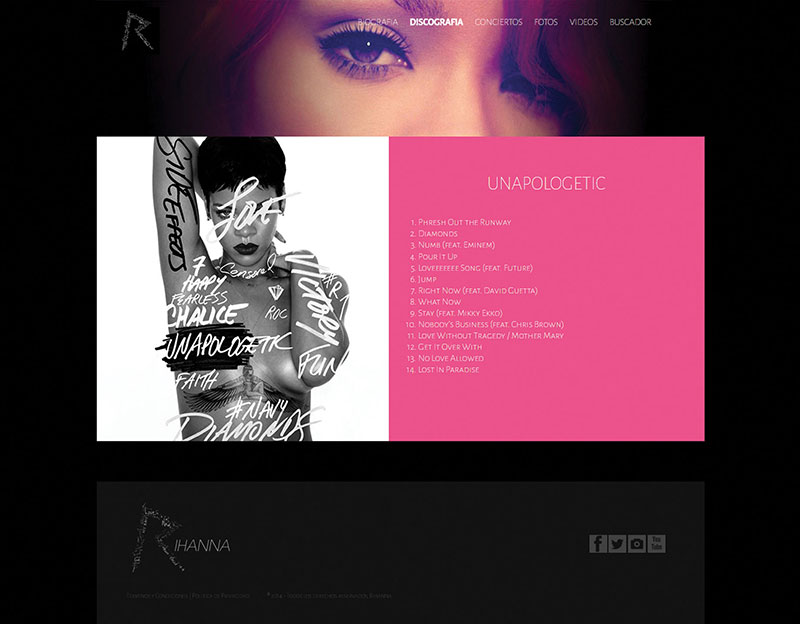 R
BIOGRAFIA DISCOGRAFIA CONCIERTOS FOTOS VIDEOS BUSCADOR
SIDE EFFECTS
Love
7
Censored
HAPPY
FEARLESS
CHALICE
VICTORY
#R
ROC
UNAPOLOGETIC
FUN
FAITH
#NAVY
DIAMONDS
UNAPOLOGETIC
1. Phresh Out the Runway
2. Diamonds
3. Numb (feat. Eminem)
4. Pour It Up
5. Loveeeeeee Song (feat. Future)
6. Jump
7. Right Now (feat. David Guetta)
8. What Now
9. Stay (feat. Mikky Ekko)
10. Nobody's Business (feat. Chris Brown)
11. Love Without Tragedy / Mother Mary
12. Get It Over With
13. No Love Allowed
14. Lost In Paradise
RIHANNA
You Tube